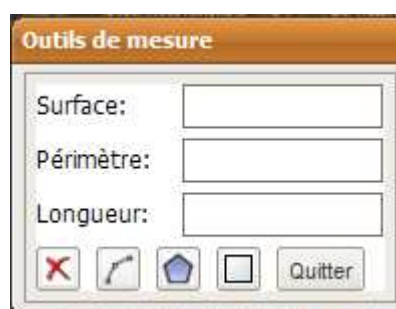 Outils de mesure
Surface:
Périmètre:
Longueur:
Quitter